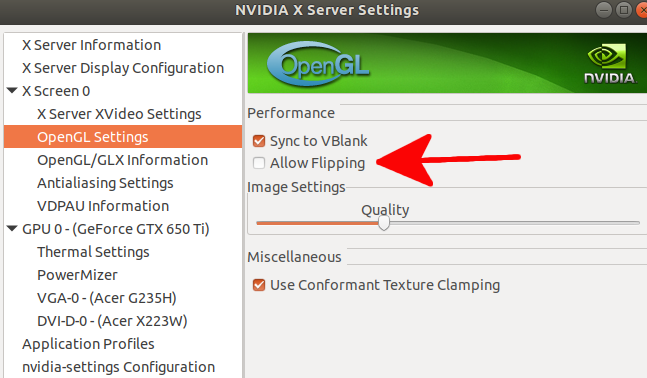 NVIDIA X Server Settings
X Server Information
X Server Display Configuration
X Screen 0
X Server XVideo Settings
OpenGL Settings
OpenGL/GLX Information
Antialiasing Settings
VDPAU Information
GPU 0 - (GeForce GTX 650 Ti)
Thermal Settings
PowerMizer
VGA-0 - (Acer G235H)
DVI-D-0 - (Acer X223W)
Application Profiles
nvidia-settings Configuration
OpenGL
NVIDIA
Performance
Sync to VBlank
Allow Flipping
Image Settings
Quality
Miscellaneous
Use Conformant Texture Clamping